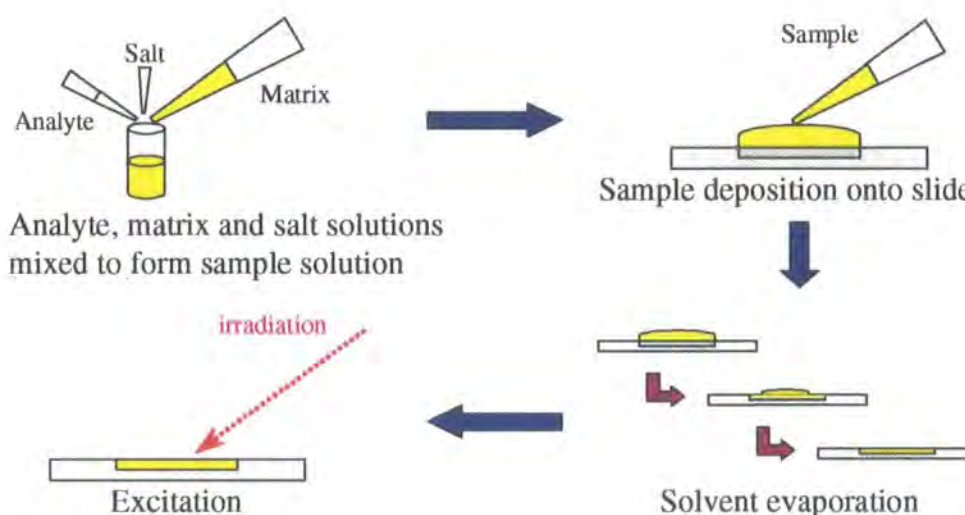 Salt
Analyte
Matrix
Analyte, matrix and salt solutions
mixed to form sample solution
Sample
Sample deposition onto slide
irradiation
Excitation
Solvent evaporation